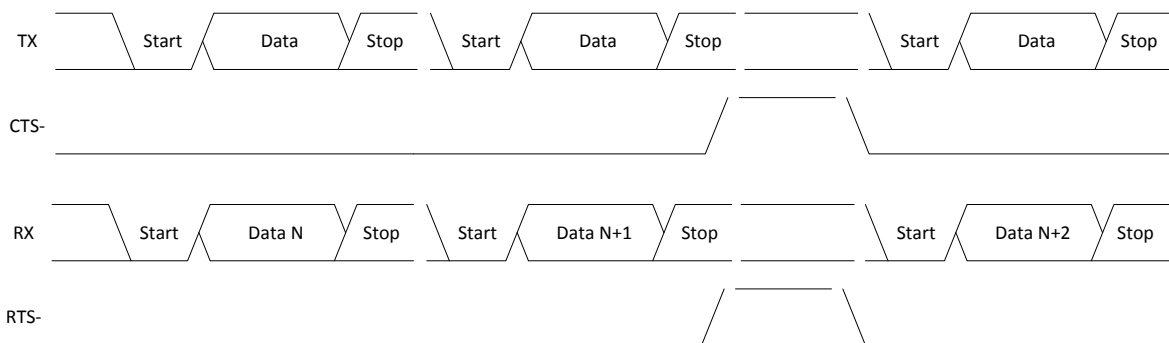 TX Start Data Stop Start Data Stop Start Data Stop
CTS-
RX Start Data N Stop Start Data N+1 Stop Start Data N+2 Stop
RTS-